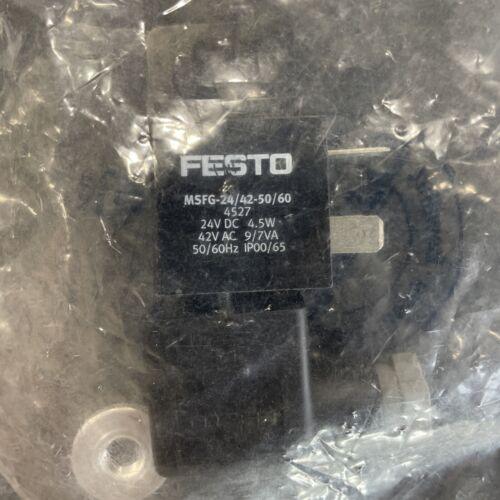 FESTO
MSFG-24/42-50/60
4527
24V DC 4.5W
42V AC 9/7VA
50/60Hz IP00/65